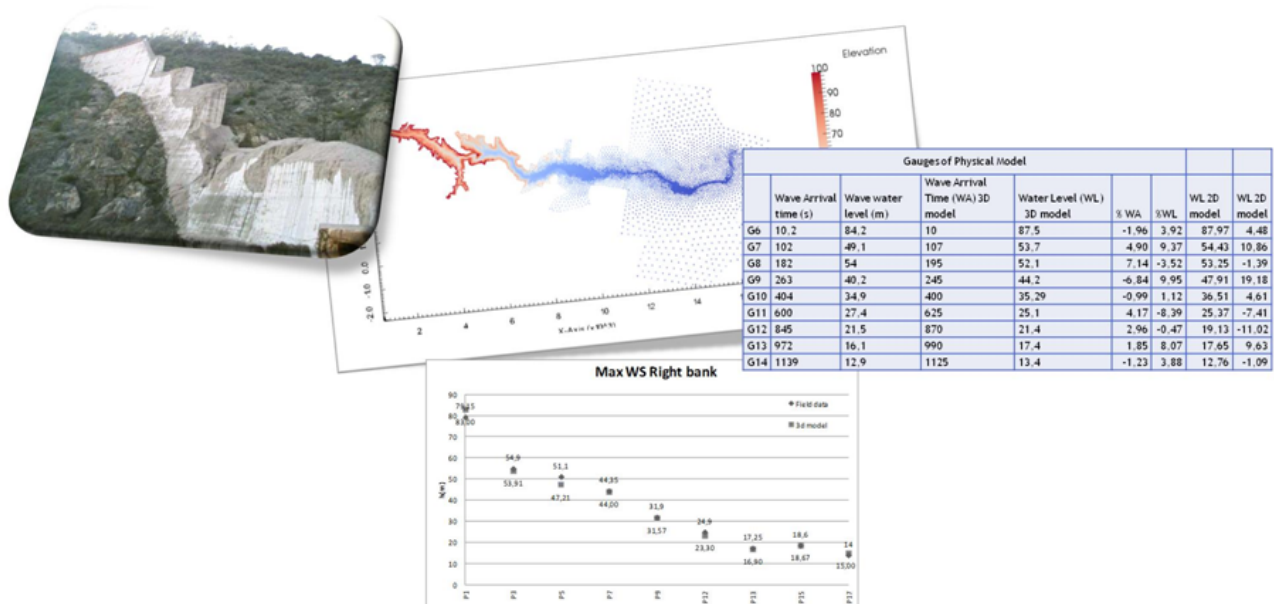 Elevation
100
90
80
70
0.0
-1.0
-2.0
2
4
6
8
10
12
14
Gauges of Physical Model
Wave Arrival time (s) Wave water level (m) Wave Arrival Time (WA) 3D model Water Level (WL) 3D model % WA %WL WL 2D model WL 2D model
G6 10,2 84,2 10 87,5 -1,96 3,92 87,97 4,48
G7 102 49,1 107 53,7 4,90 9,37 54,43 10,86
G8 182 54 195 52,1 7,14 -3,52 53,25 -1,39
G9 263 40,2 245 44,2 -6,84 9,95 47,91 19,18
G10 404 34,9 400 35,29 -0,99 1,12 36,51 4,61
G11 600 27,4 625 25,1 4,17 -8,39 25,37 -7,41
G12 845 21,5 870 21,4 2,96 -0,47 19,13 -11,02
G13 972 16,1 990 17,4 1,85 8,07 17,65 9,63
G14 1139 12,9 1125 13,4 -1,23 3,88 12,76 -1,09
Max WS Right bank
Field data
3d model
h(m)
90
80
70
60
50
40
30
20
10
0
79,15
83,00
54,9
53,91
51,1
47,21
44,35
44,00
31,9
31,57
24,9
23,30
17,25
16,90
18,6
18,67
14
15,00
P1 P3 P5 P7 P9 P12 P13 P15 P17